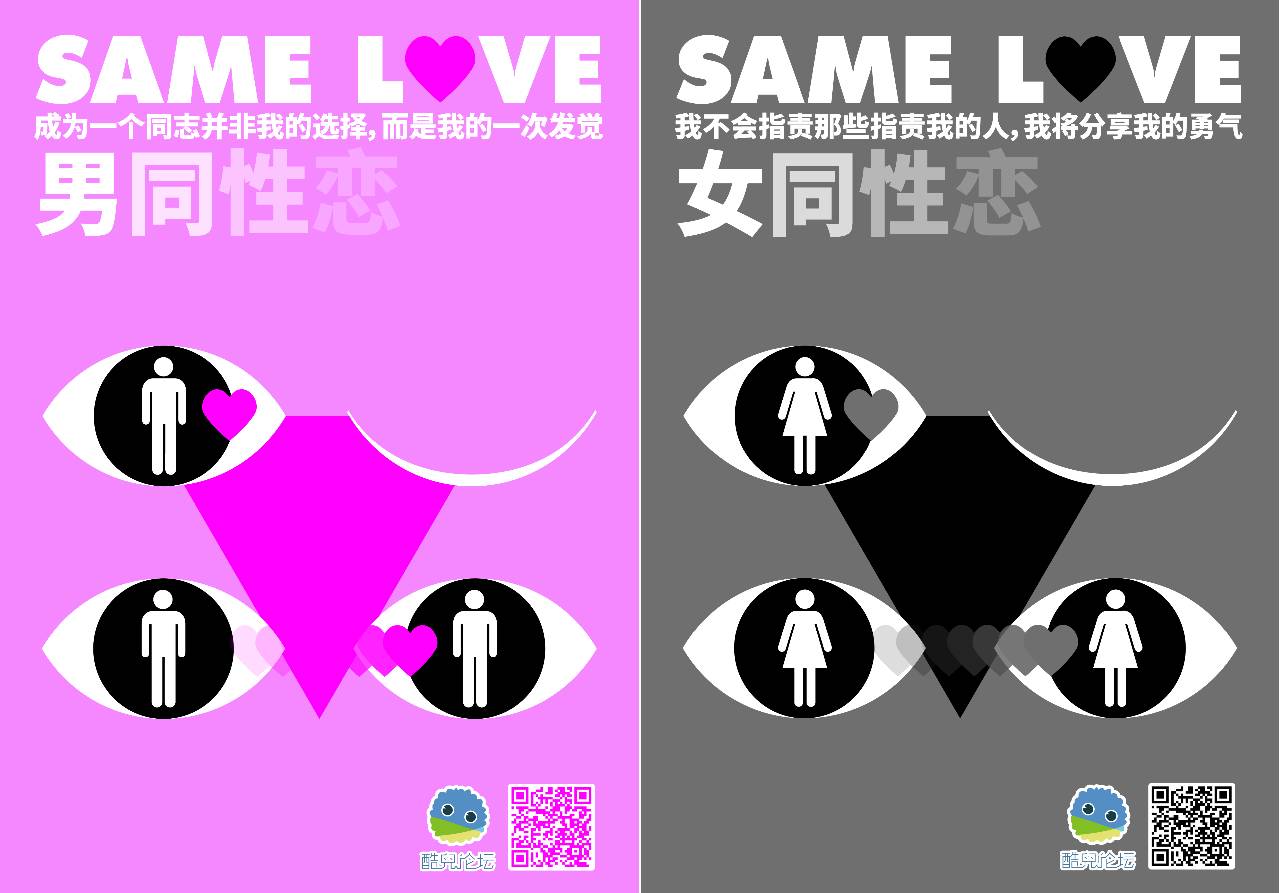 SAME LOVE
成为一个同志并非我的选择，而是我的一次发觉
男同性恋
酷儿论坛
SAME LOVE
我不会指责那些指责我的人，我将分享我的勇气
女同性恋
酷儿论坛